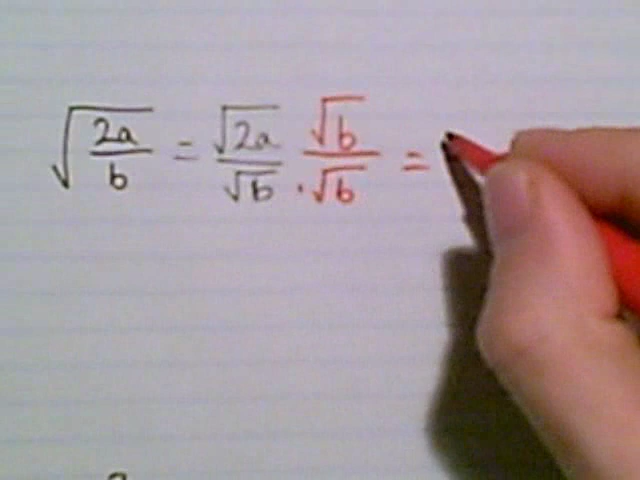 √(2a/b) = √2a/√b · √b/√b =